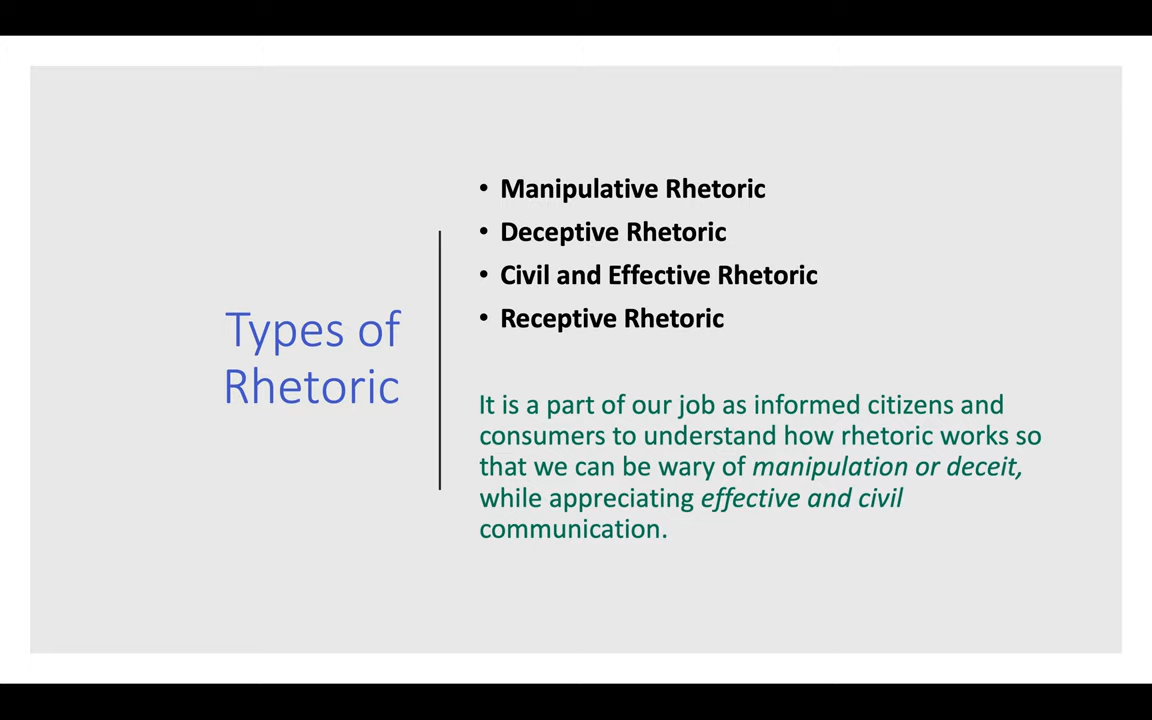 Types of
Rhetoric
• Manipulative Rhetoric
• Deceptive Rhetoric
• Civil and Effective Rhetoric
• Receptive Rhetoric
It is a part of our job as informed citizens and
consumers to understand how rhetoric works so
that we can be wary of manipulation or deceit,
while appreciating effective and civil
communication.